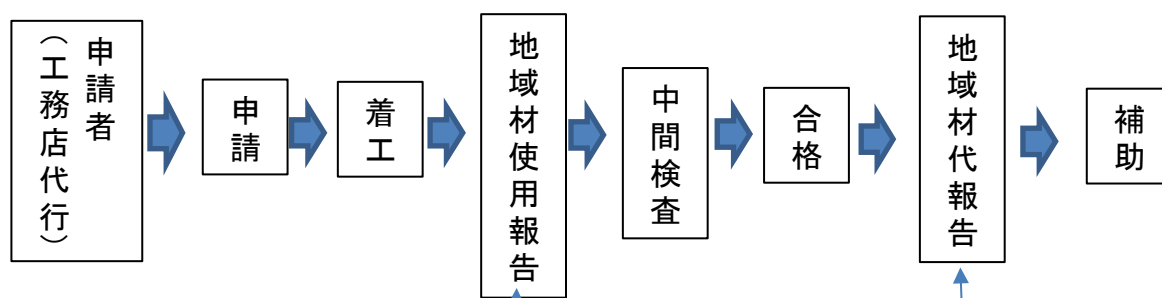 申請者
（工務店代行）
申請
着工
地域材使用報告
中間検査
合格
地域材代報告
補助